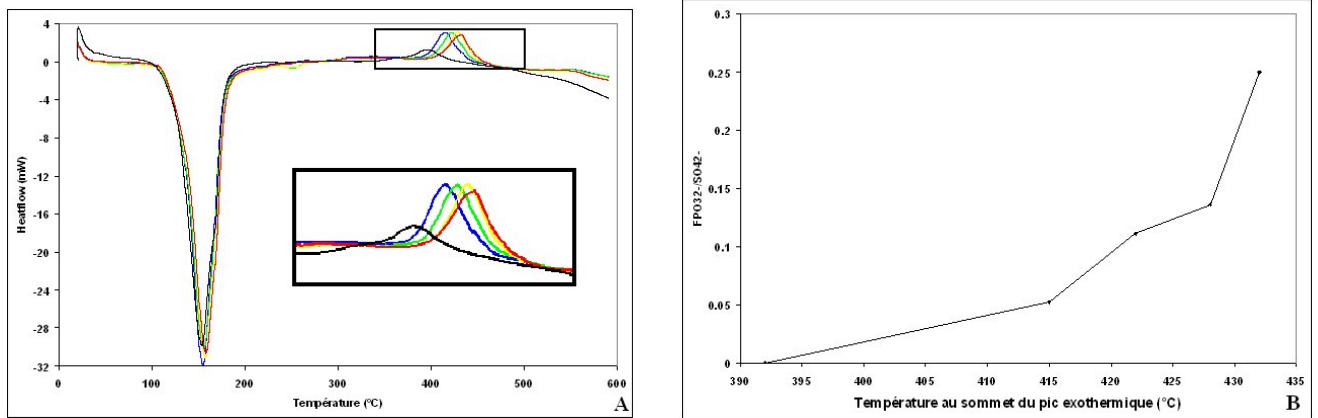 4
0
-4
-8
-12
-16
-20
-24
-28
-32
Heatflow (mW)
0 100 200 300 400 500 600
Température (°C)
A
0.3
0.25
0.2
0.15
0.1
0.05
0
FPO32-/SO42-
390 395 400 405 410 415 420 425 430 435
Température au sommet du pic exothermique (°C)
B